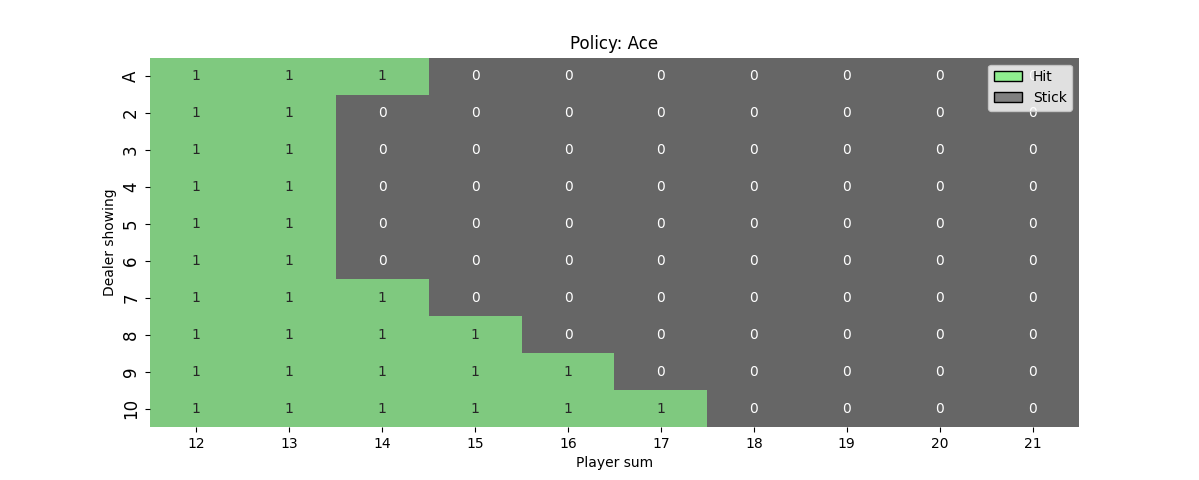 Policy: Ace
Hit
Stick
Dealer showing
A 1 1 1 0 0 0 0 0 0 0
2 1 1 0 0 0 0 0 0 0 0
3 1 1 0 0 0 0 0 0 0 0
4 1 1 0 0 0 0 0 0 0 0
5 1 1 0 0 0 0 0 0 0 0
6 1 1 0 0 0 0 0 0 0 0
7 1 1 1 0 0 0 0 0 0 0
8 1 1 1 1 0 0 0 0 0 0
9 1 1 1 1 1 0 0 0 0 0
10 1 1 1 1 1 1 0 0 0 0
12 13 14 15 16 17 18 19 20 21
Player sum